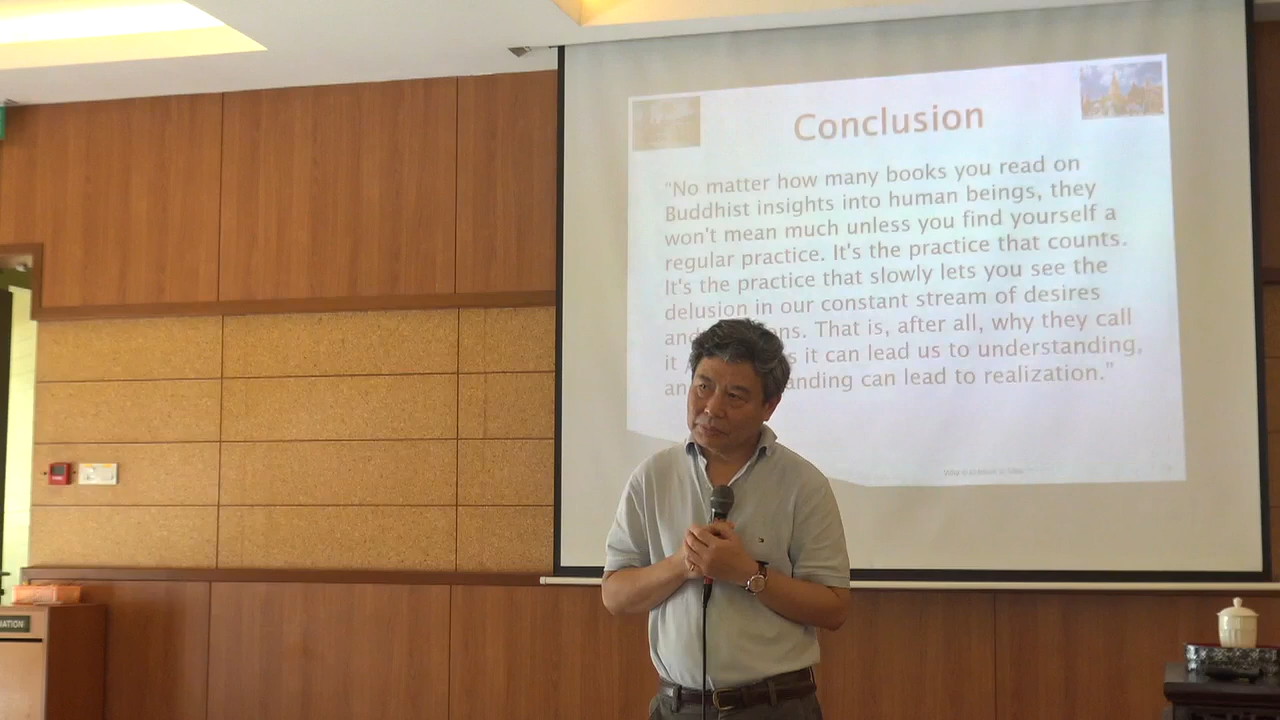 Conclusion
"No matter how many books you read on
Buddhist insights into human beings, they
won't mean much unless you find yourself a
regular practice. It's the practice that counts.
It's the practice that slowly lets you see the
delusion in our constant stream of desires
and ons. That is, after all, why they call
it s it can lead us to understanding,
an anding can lead to realization."
ATION